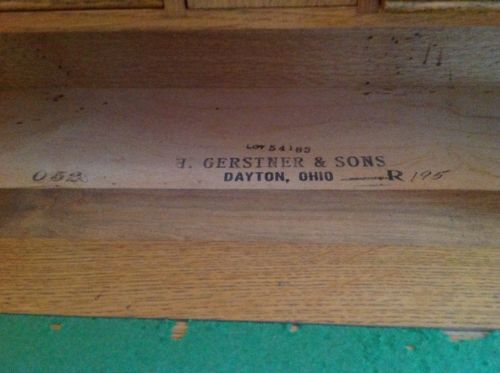 LOT 54185
H. GERSTNER & SONS
052 DAYTON, OHIO R 195